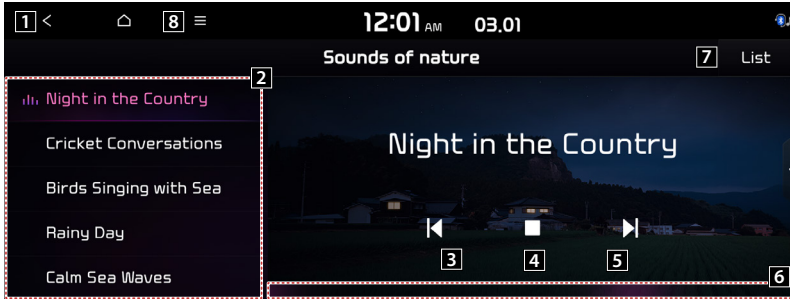 1 8 12:01 AM 03.01
Sounds of nature 7 List
2
Night in the Country
Cricket Conversations
Birds Singing with Sea
Rainy Day
Calm Sea Waves
Night in the Country
3 4 5
6